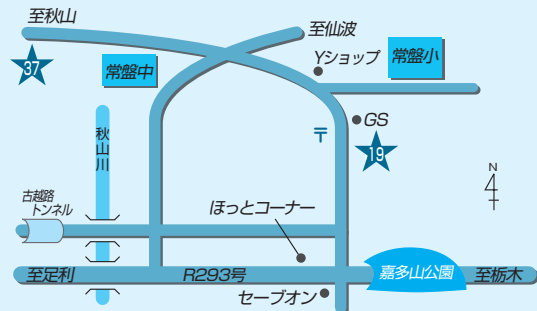 至秋山
至仙波
Yショップ
常盤小
37
常盤中
GS
〒
19
秋山川
N
古越路
トンネル
ほっとコーナー
至足利
R293号
嘉多山公園
至栃木
セーブオン